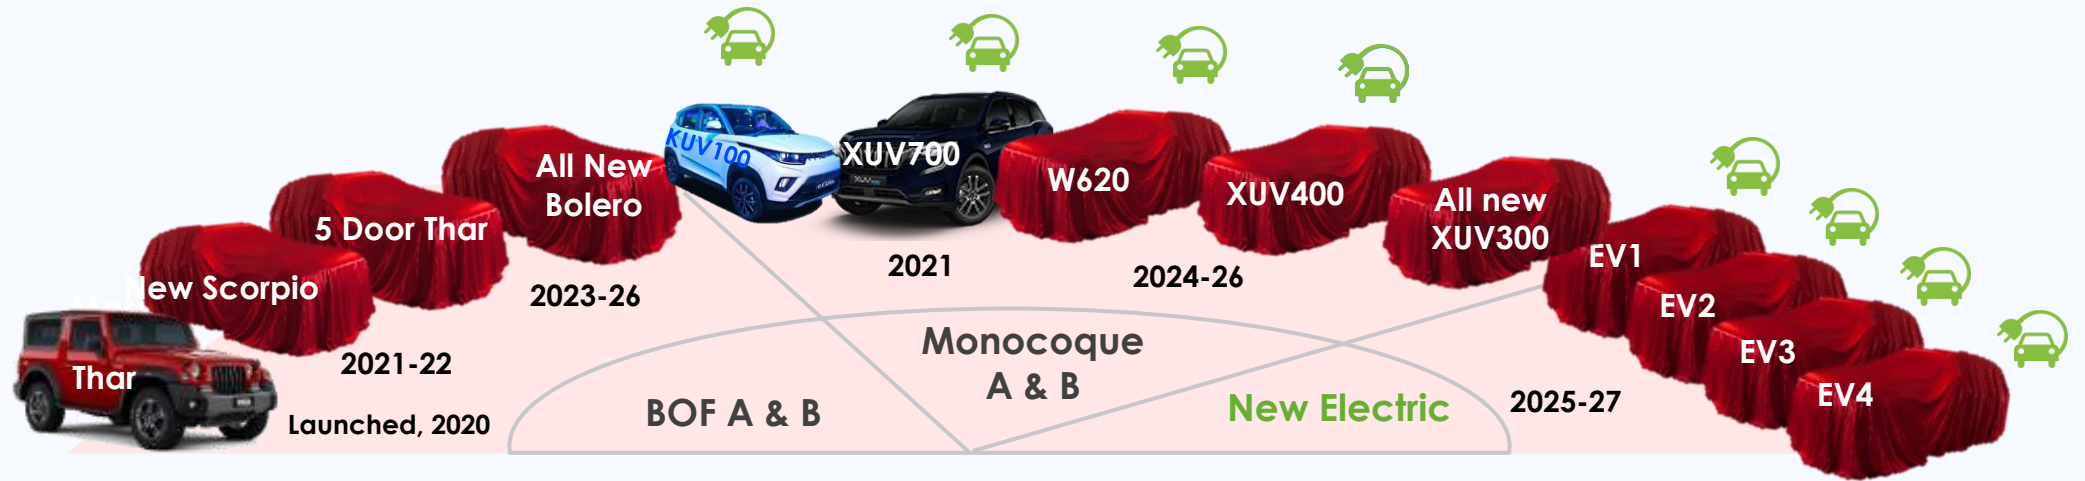 Thar
New Scorpio
5 Door Thar
All New
Bolero
KUV100
XUV700
W620
XUV400
All new
XUV300
EV1
EV2
EV3
EV4
Launched, 2020
2021-22
2023-26
2021
2024-26
2025-27
BOF A & B
Monocoque
A & B
New Electric